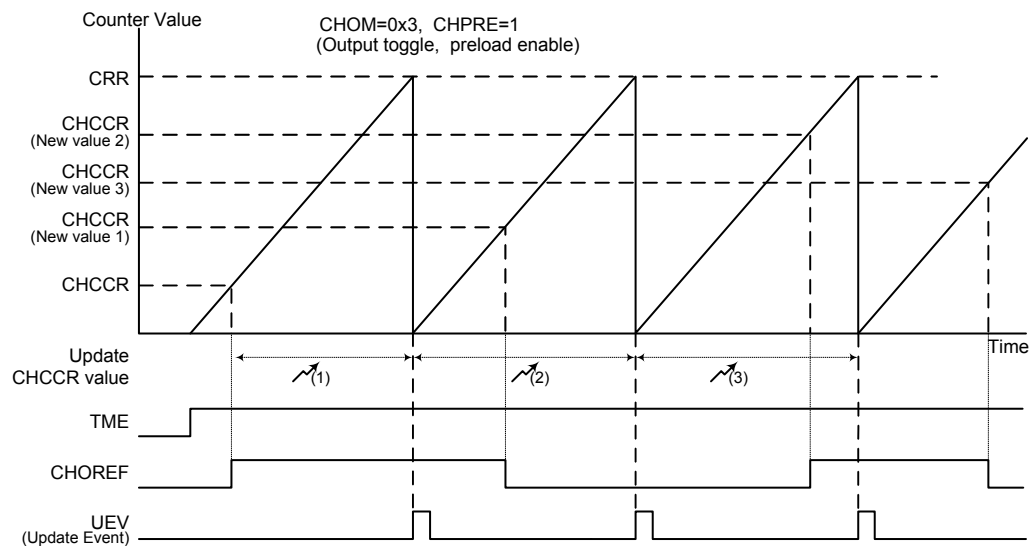 Counter Value
CHOM=0x3, CHPRE=1
(Output toggle, preload enable)
CRR
CHCCR
(New value 2)
CHCCR
(New value 3)
CHCCR
(New value 1)
CHCCR
Time
Update
CHCCR value
(1)
(2)
(3)
TME
CHOREF
UEV
(Update Event)